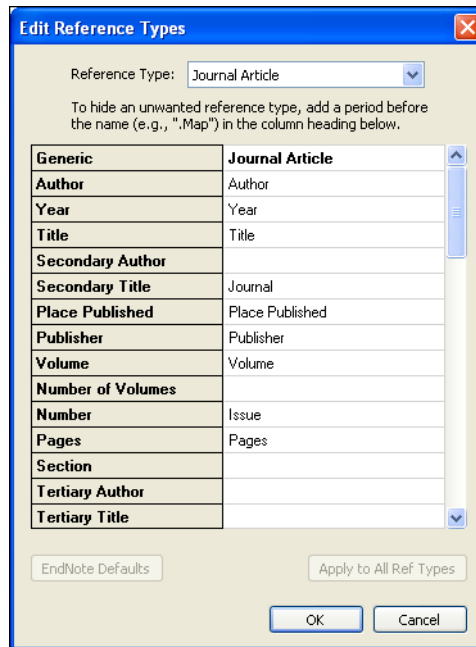 Edit Reference Types
Reference Type: Journal Article
To hide an unwanted reference type, add a period before
the name (e.g., ".Map") in the column heading below.
Generic Journal Article
Author Author
Year Year
Title Title
Secondary Author
Secondary Title Journal
Place Published Place Published
Publisher Publisher
Volume Volume
Number of Volumes
Number Issue
Pages Pages
Section
Tertiary Author
Tertiary Title
EndNote Defaults Apply to All Ref Types
OK Cancel